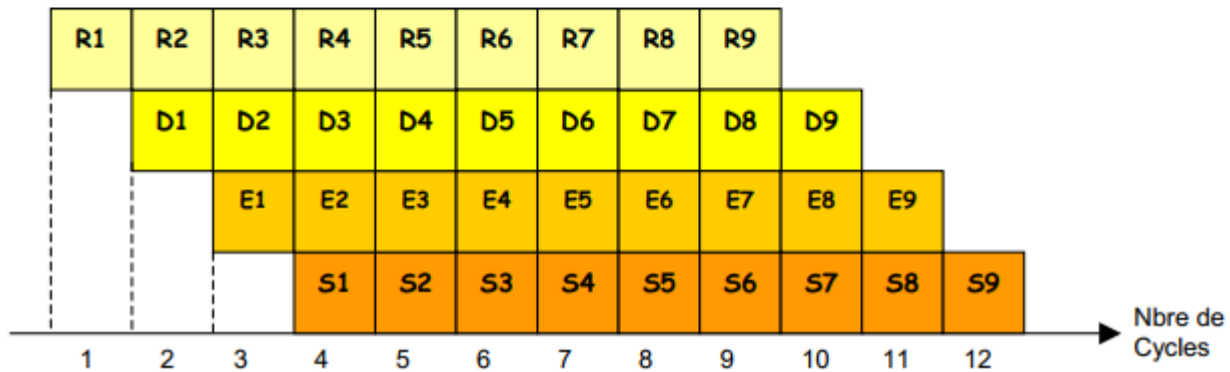 R1 R2 R3 R4 R5 R6 R7 R8 R9
D1 D2 D3 D4 D5 D6 D7 D8 D9
E1 E2 E3 E4 E5 E6 E7 E8 E9
S1 S2 S3 S4 S5 S6 S7 S8 S9
1 2 3 4 5 6 7 8 9 10 11 12
Nbre de
Cycles